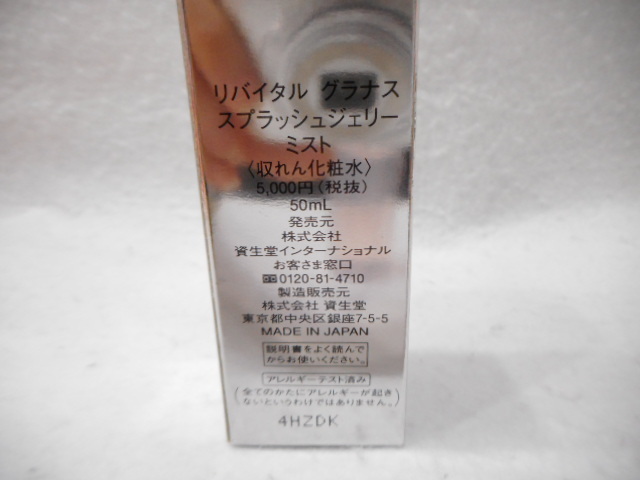 リバイタル グラナス
スプラッシュジェリー
ミスト
〈収れん化粧水〉
5,000円(税抜)
50mL
発売元
株式会社
資生堂インターナショナル
お客さま窓口
0120-81-4710
製造販売元
株式会社 資生堂
東京都中央区銀座7-5-5
MADE IN JAPAN
説明書をよく読んで
からお使いください。
アレルギーテスト済み
(全てのかたにアレルギーが起き
ないというわけではありません。)
4HZDK